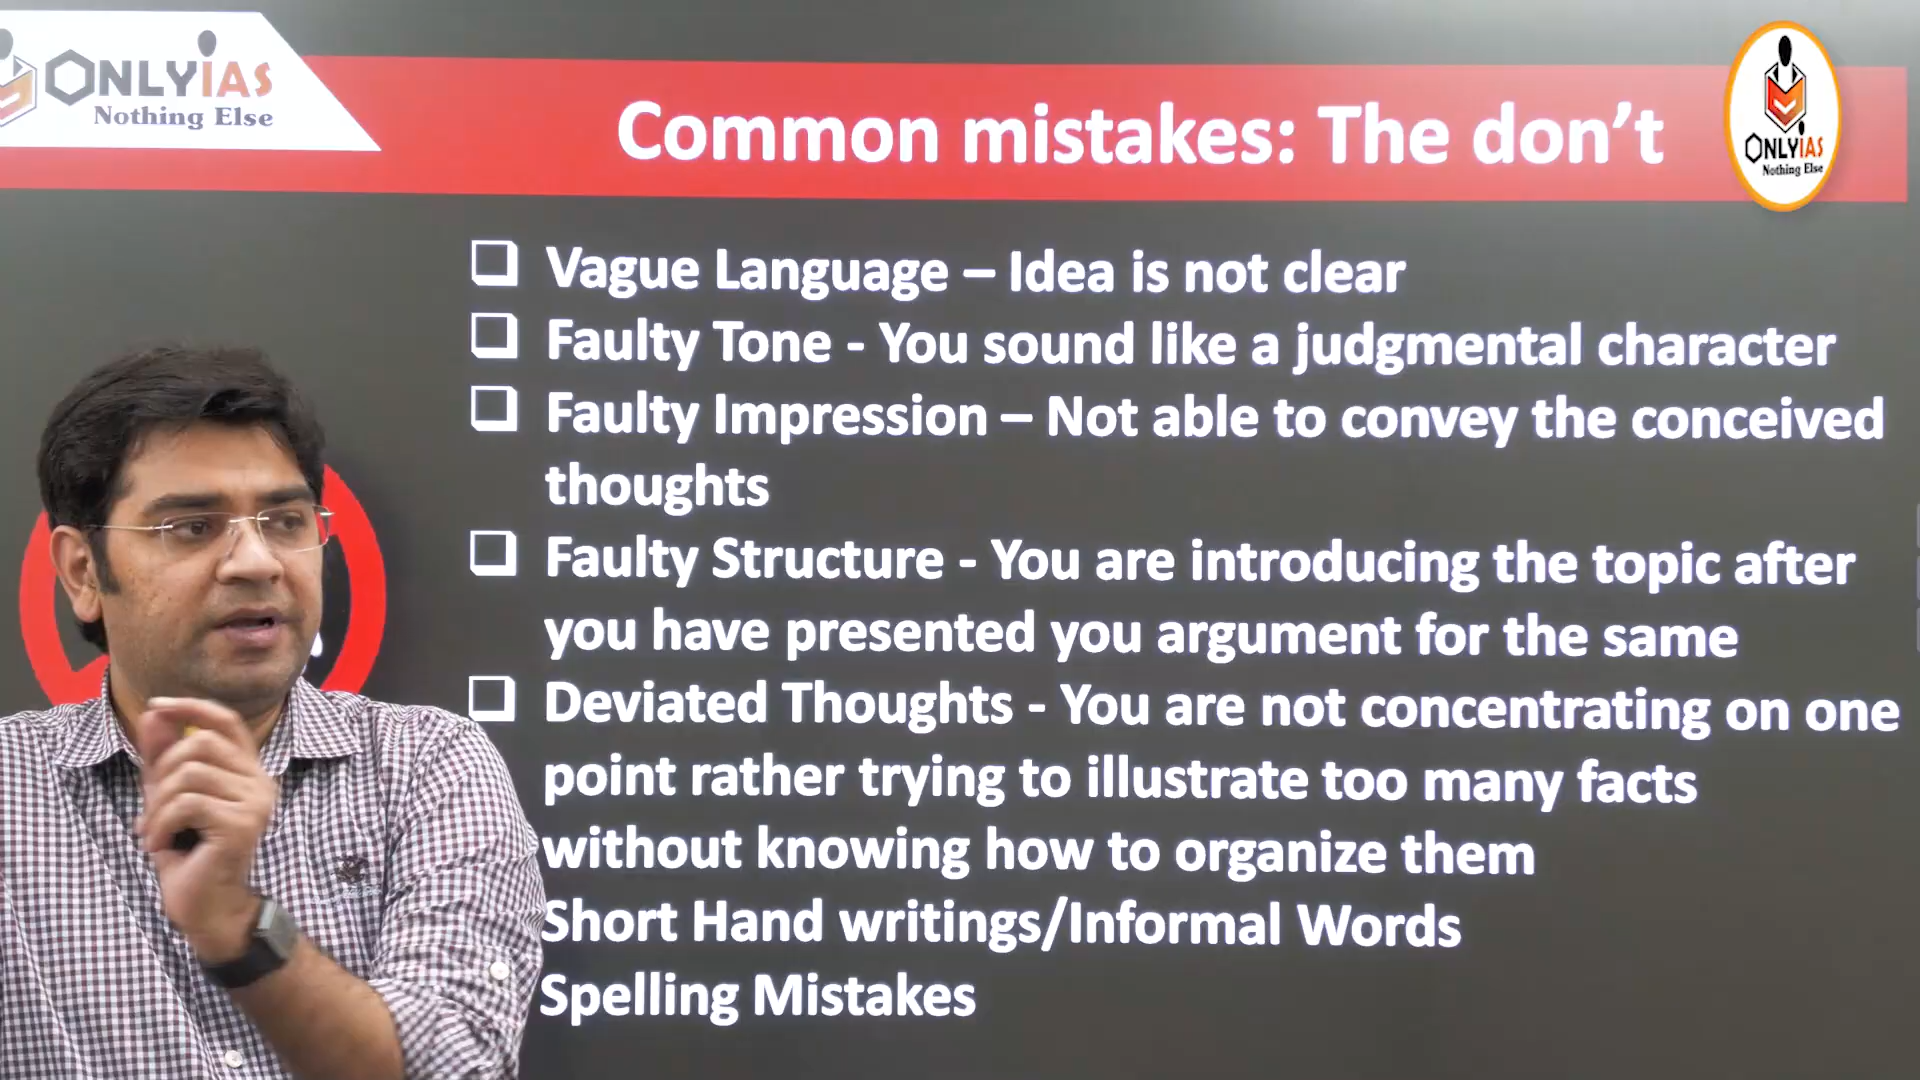 ONLYIAS
Nothing Else
Common mistakes: The don’t
ONLYIAS
Nothing Else
❑ Vague Language – Idea is not clear
❑ Faulty Tone - You sound like a judgmental character
❑ Faulty Impression – Not able to convey the conceived
thoughts
❑ Faulty Structure - You are introducing the topic after
you have presented you argument for the same
❑ Deviated Thoughts - You are not concentrating on one
point rather trying to illustrate too many facts
without knowing how to organize them
Short Hand writings/Informal Words
Spelling Mistakes